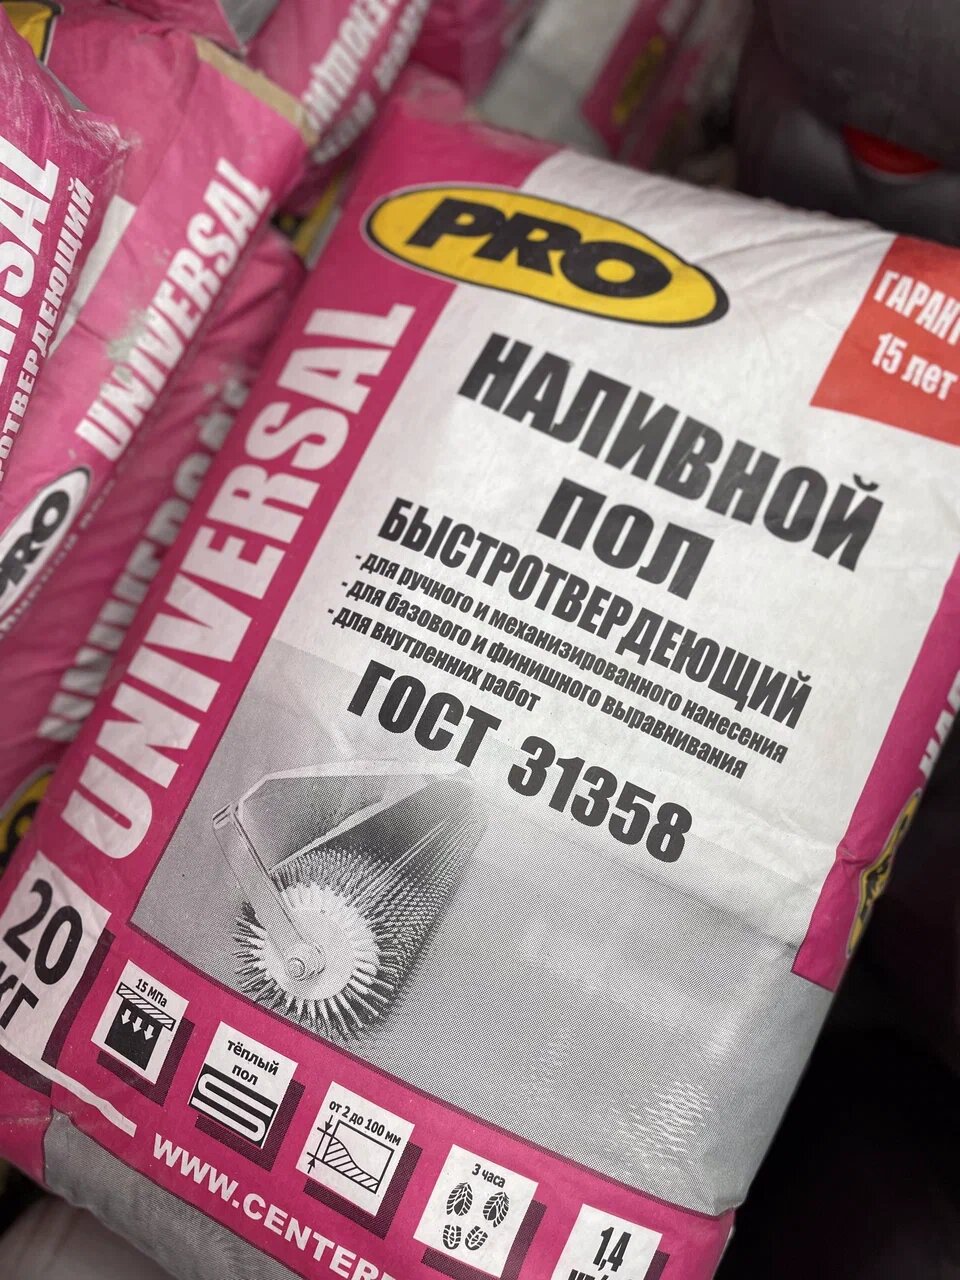 PRO
UNIVERSAL
ГАРАНТ
15 лет
НАЛИВНОЙ
ПОЛ
БЫСТРОТВЕРДЕЮЩИЙ
- для ручного и механизированного нанесения
- для базового и финишного выравнивания
- для внутренних работ
ГОСТ 31358
20
КГ
15 МПа
тёплый
пол
от 2 до 100 мм
3 часа
1,4
WWW.CENTER
UNIVERSAL
PRO
UNIVERSAL